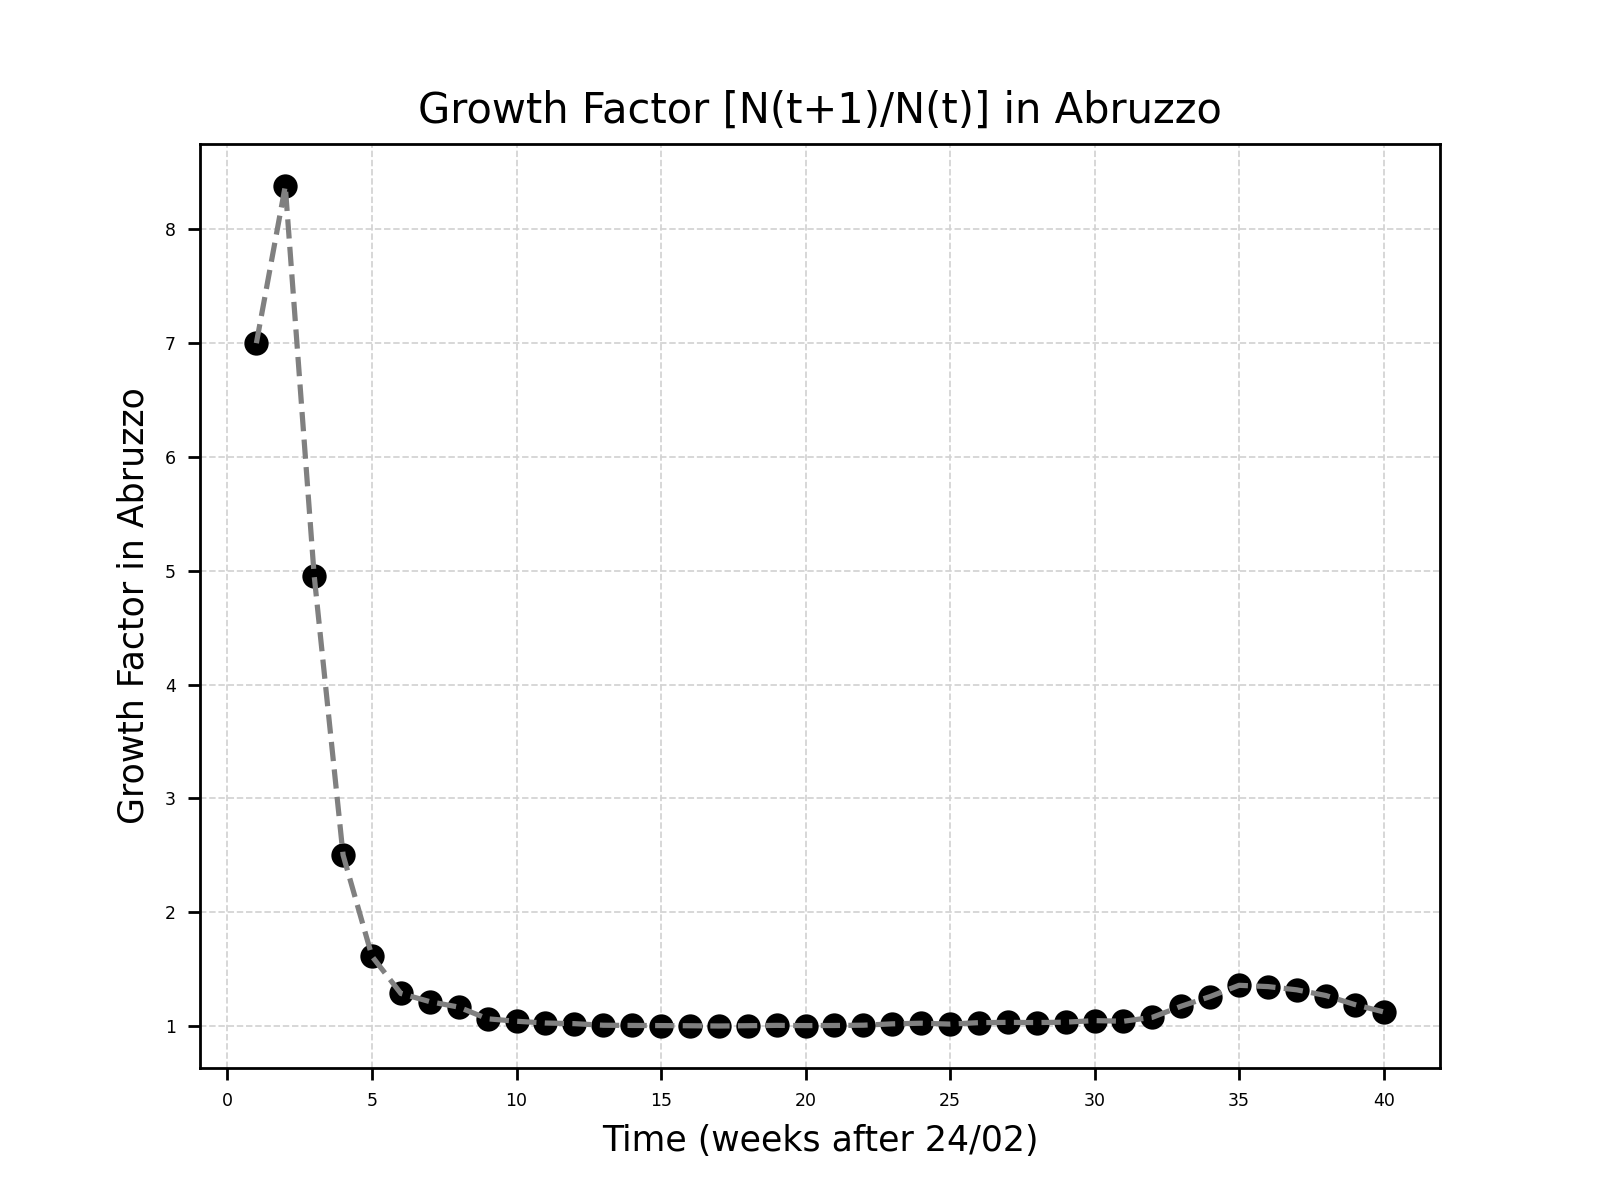 Growth Factor [N(t+1)/N(t)] in Abruzzo
Growth Factor in Abruzzo
8
7
6
5
4
3
2
1
0 5 10 15 20 25 30 35 40
Time (weeks after 24/02)